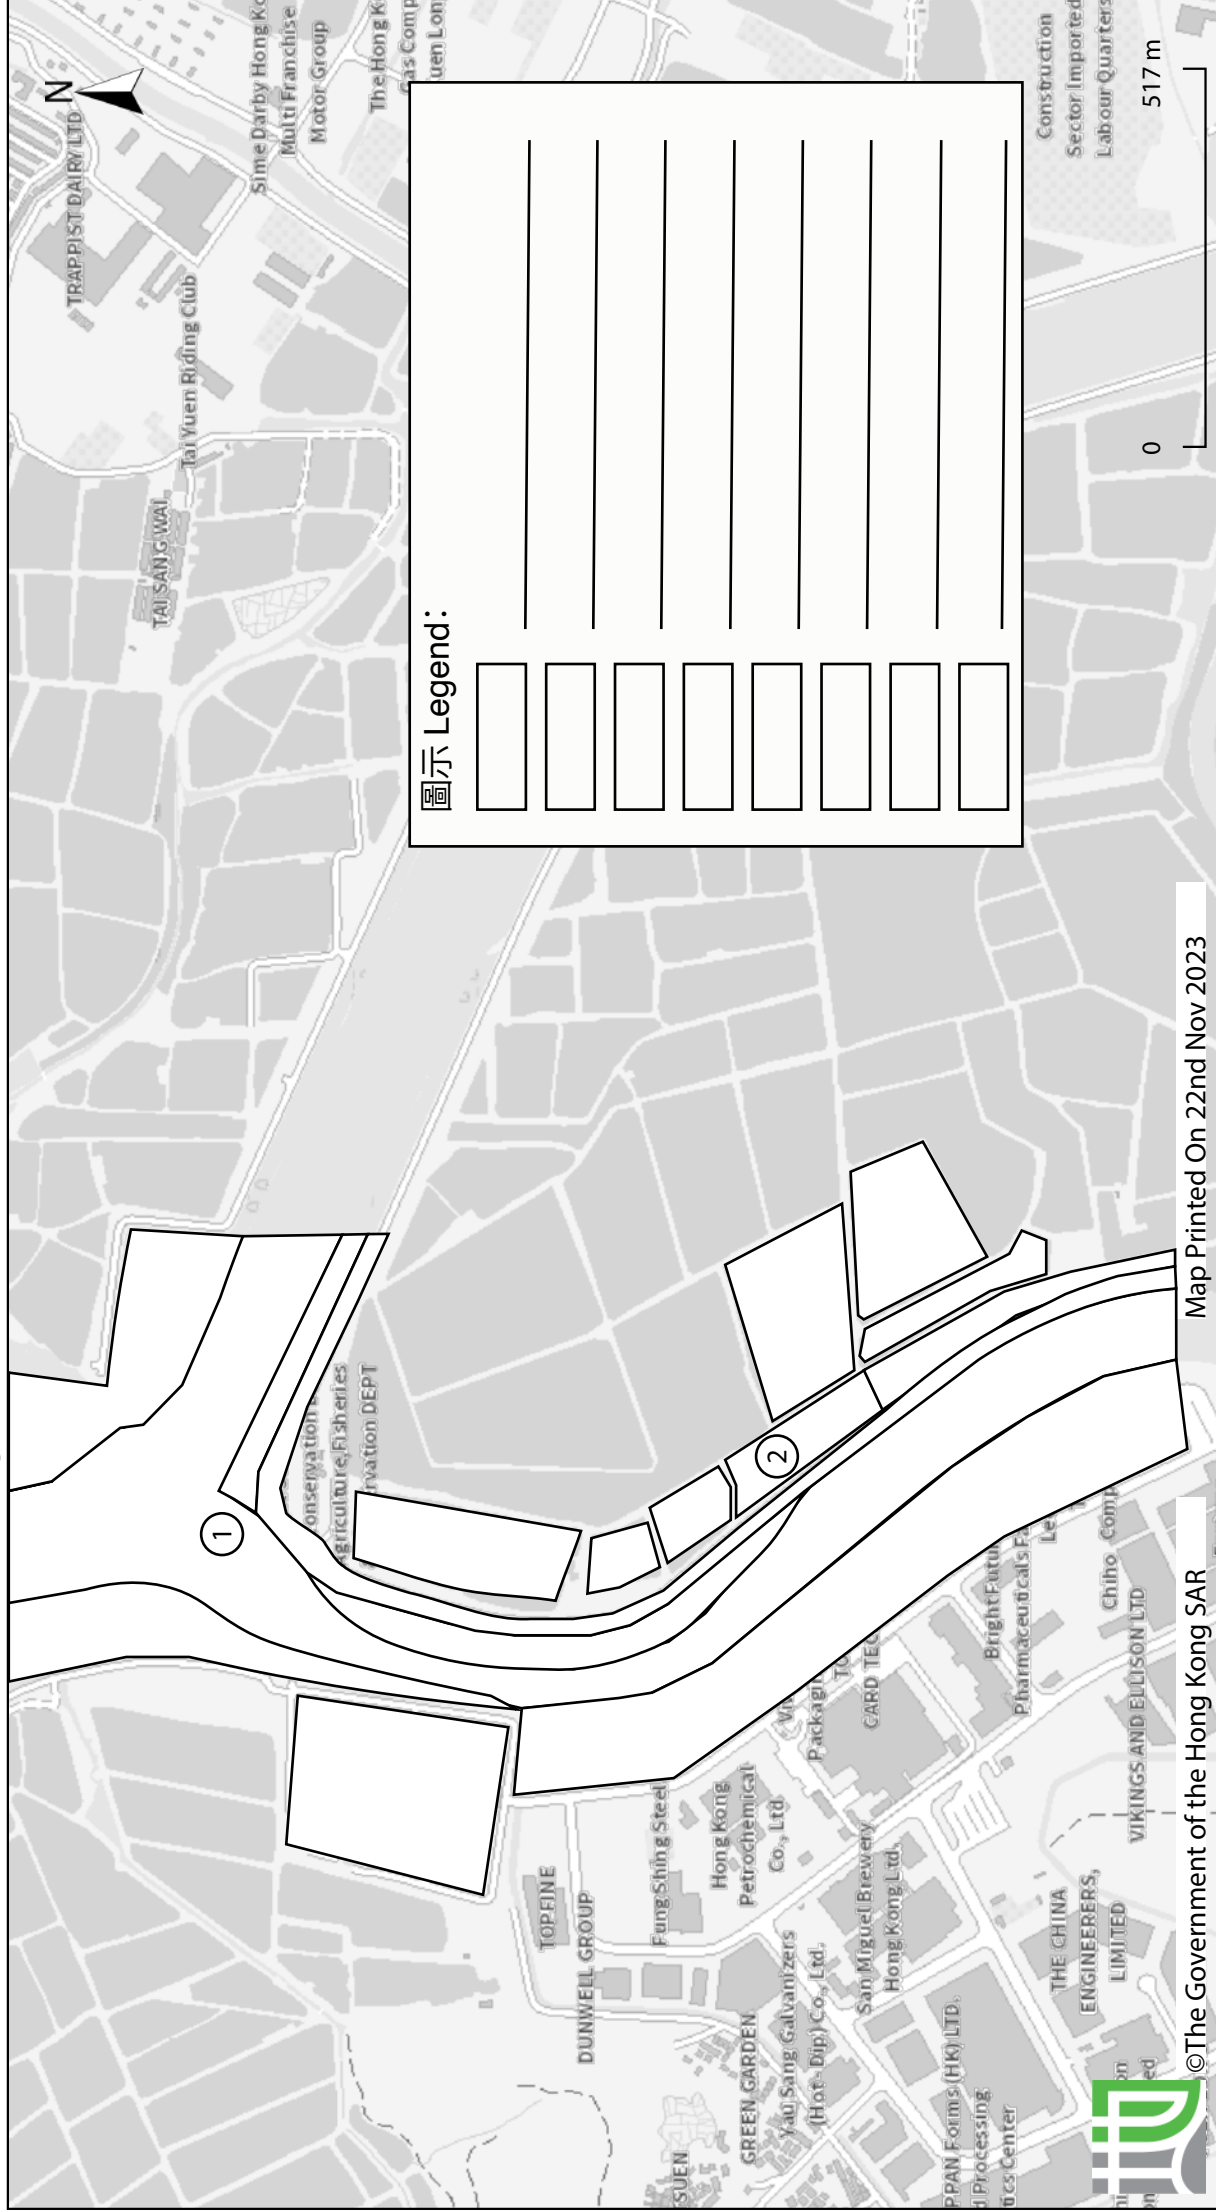 N
TRAPPIST DAIRY LTD
Sime Darby Hong Ko
Multi Franchise
Motor Group
The Hong K
Gas Comp
uen Lon
Tai Yuen Riding Club
TAI SANG WAI
圖示 Legend：
Construction
Sector Imported
Labour Quarters
1
onservation
Agriculture, Fisheries
rvation DEPT
2
TOPFINE
DUNWELL GROUP
Fung Shing Steel
Hong Kong
Petrochemical
Co., Ltd
Packagi
CARD TEC
Bright Futu
Pharmaceuticals Fa
Le
Chiho Comp
VIKINGS AND ELLISON LTD
GREEN GARDEN
Yau Sang Galvanizers
(Hot - Dip) Co., Ltd.
San Miguel Brewery
Hong Kong Ltd.
THE CHINA
ENGINEERS,
LIMITED
SUEN
PPAN Forms (HK) LTD.
d Processing
tics Center
0
517 m
©The Government of the Hong Kong SAR
Map Printed On 22nd Nov 2023